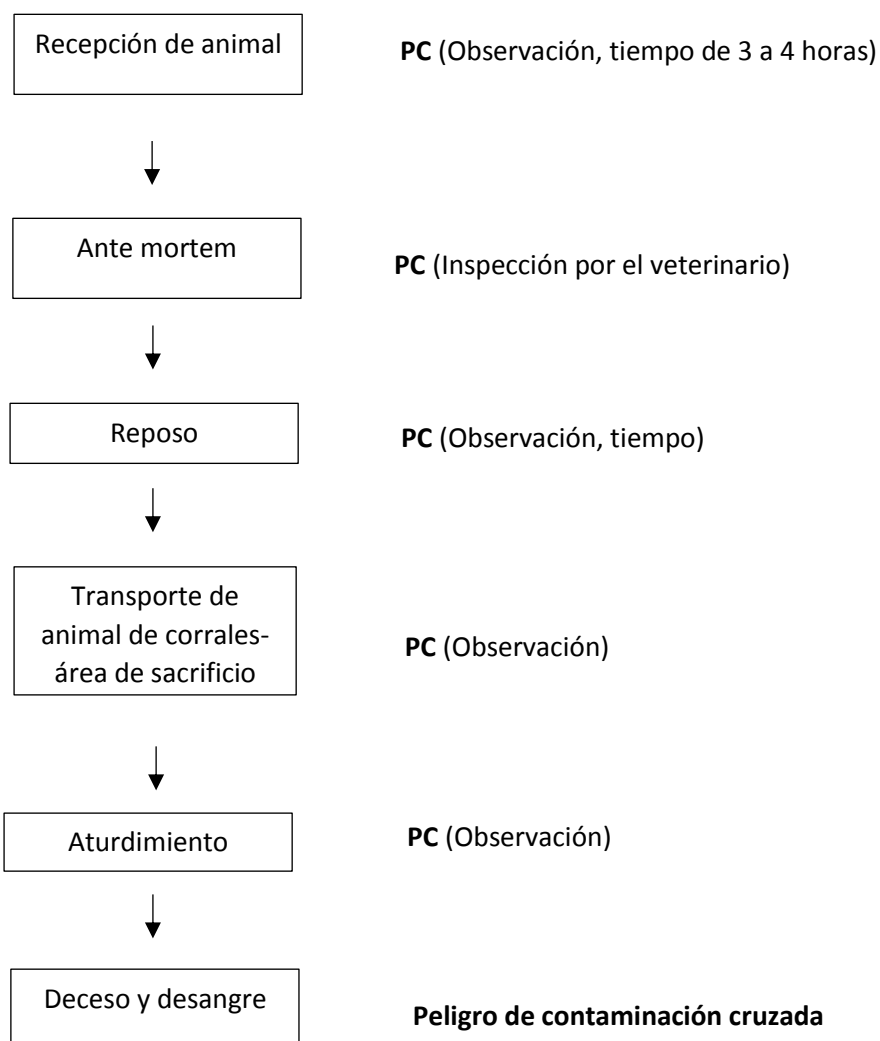 Recepción de animal
PC (Observación, tiempo de 3 a 4 horas)
Ante mortem
PC (Inspección por el veterinario)
Reposo
PC (Observación, tiempo)
Transporte de
animal de corrales-
área de sacrificio
PC (Observación)
Aturdimiento
PC (Observación)
Deceso y desangre
Peligro de contaminación cruzada